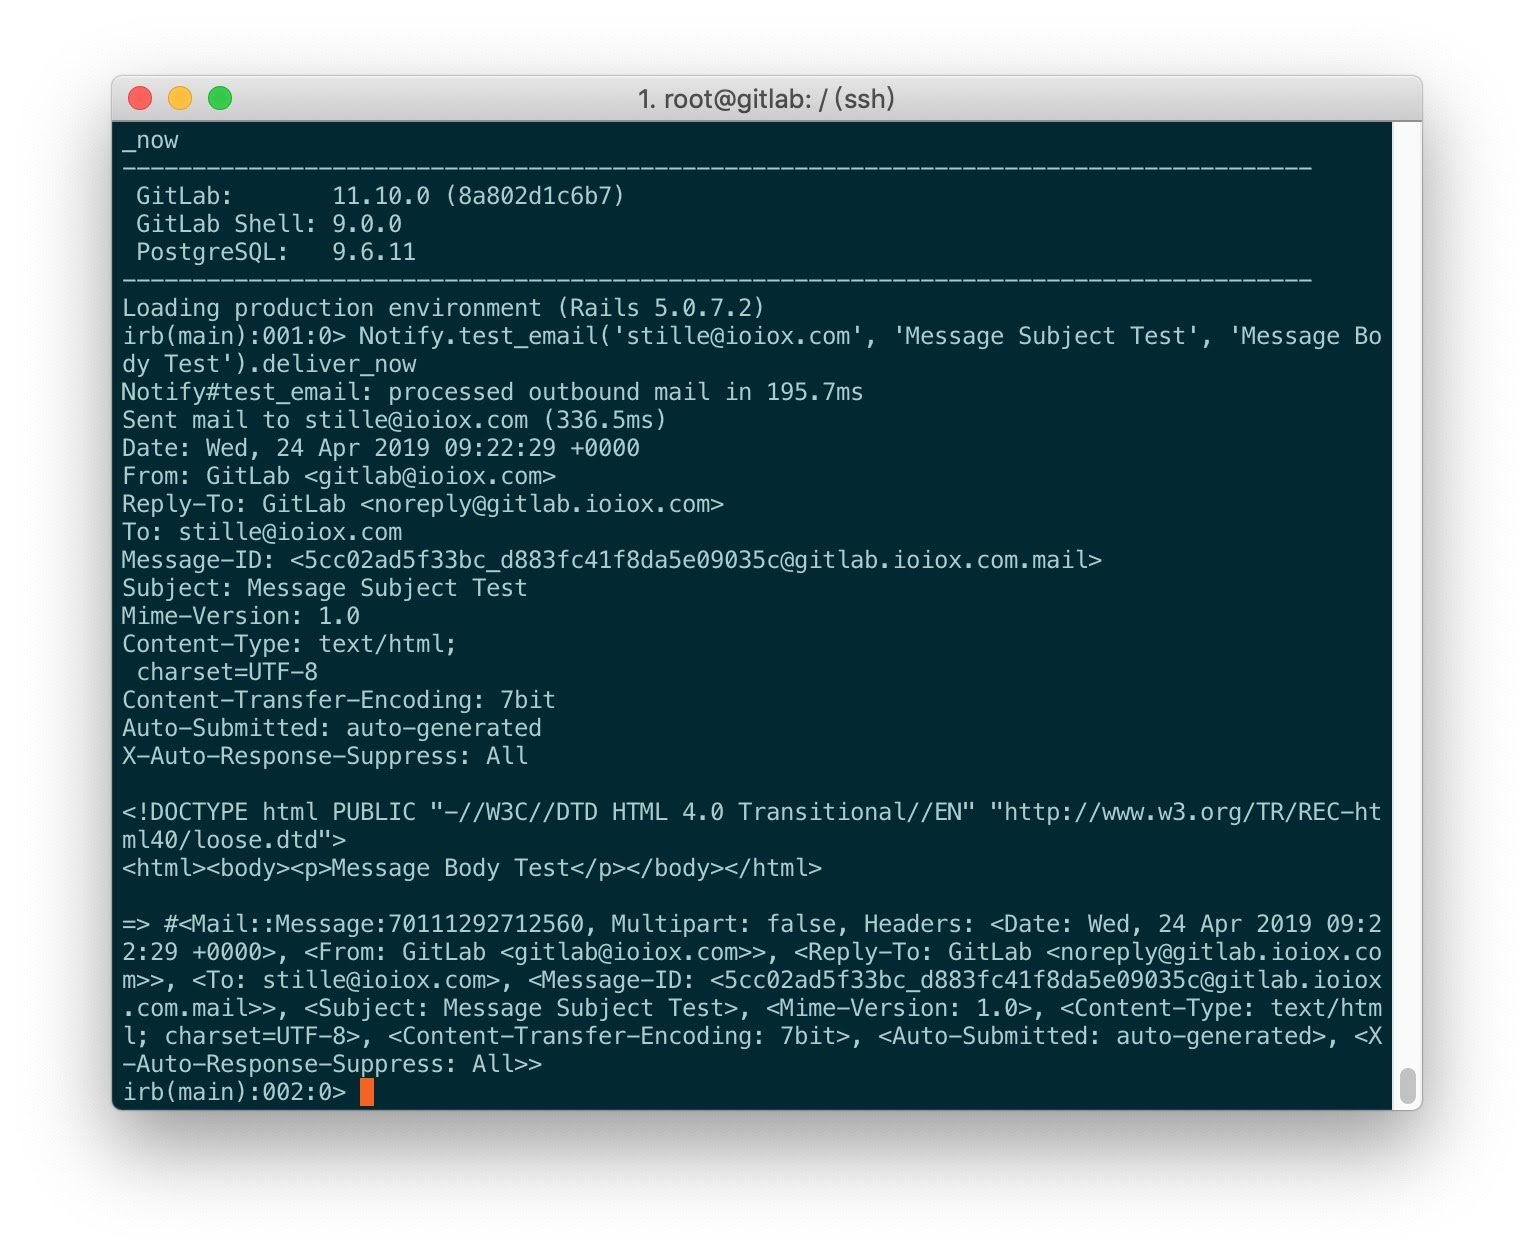 1. root@gitlab: / (ssh)
_now
-------------------------------------------------------------------------------------
 GitLab:       11.10.0 (8a802d1c6b7)
 GitLab Shell: 9.0.0
 PostgreSQL:   9.6.11
-------------------------------------------------------------------------------------
Loading production environment (Rails 5.0.7.2)
irb(main):001:0> Notify.test_email('stille@ioiox.com', 'Message Subject Test', 'Message Bo
dy Test').deliver_now
Notify#test_email: processed outbound mail in 195.7ms
Sent mail to stille@ioiox.com (336.5ms)
Date: Wed, 24 Apr 2019 09:22:29 +0000
From: GitLab <gitlab@ioiox.com>
Reply-To: GitLab <noreply@gitlab.ioiox.com>
To: stille@ioiox.com
Message-ID: <5cc02ad5f33bc_d883fc41f8da5e09035c@gitlab.ioiox.com.mail>
Subject: Message Subject Test
Mime-Version: 1.0
Content-Type: text/html;
 charset=UTF-8
Content-Transfer-Encoding: 7bit
Auto-Submitted: auto-generated
X-Auto-Response-Suppress: All

<!DOCTYPE html PUBLIC "-//W3C//DTD HTML 4.0 Transitional//EN" "http://www.w3.org/TR/REC-ht
ml40/loose.dtd">
<html><body><p>Message Body Test</p></body></html>

=> #<Mail::Message:70111292712560, Multipart: false, Headers: <Date: Wed, 24 Apr 2019 09:2
2:29 +0000>, <From: GitLab <gitlab@ioiox.com>>, <Reply-To: GitLab <noreply@gitlab.ioiox.co
m>>, <To: stille@ioiox.com>, <Message-ID: <5cc02ad5f33bc_d883fc41f8da5e09035c@gitlab.ioiox
.com.mail>>, <Subject: Message Subject Test>, <Mime-Version: 1.0>, <Content-Type: text/htm
l; charset=UTF-8>, <Content-Transfer-Encoding: 7bit>, <Auto-Submitted: auto-generated>, <X
-Auto-Response-Suppress: All>>
irb(main):002:0>